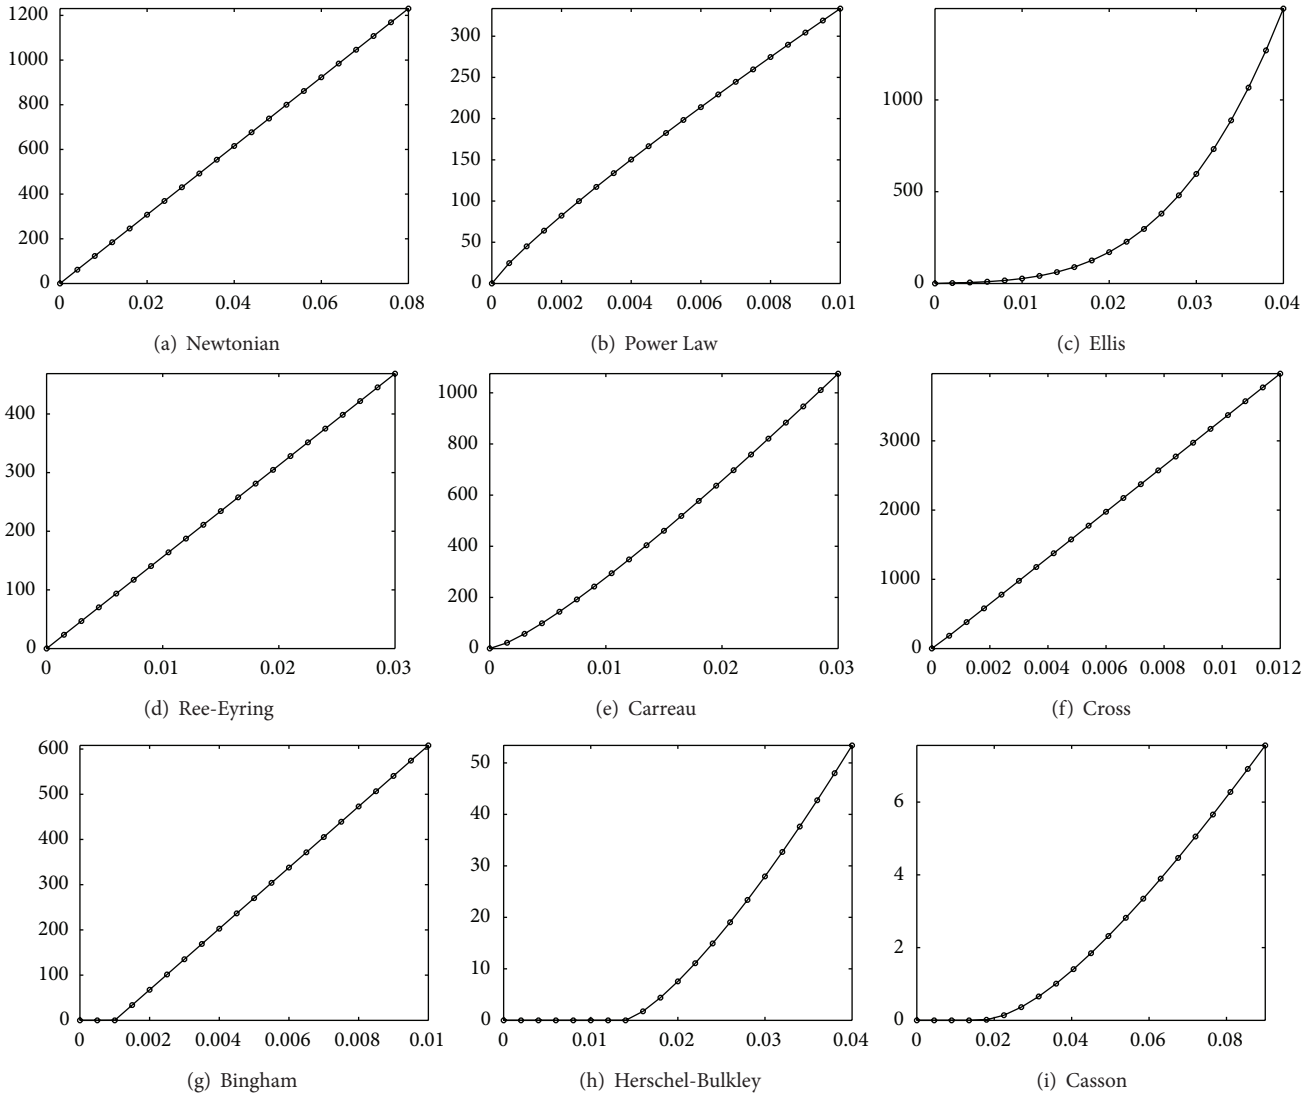 1200
1000
800
600
400
200
0
0 0.02 0.04 0.06 0.08
(a) Newtonian
300
250
200
150
100
50
0
0 0.002 0.004 0.006 0.008 0.01
(b) Power Law
1000
500
0
0 0.01 0.02 0.03 0.04
(c) Ellis
400
300
200
100
0
0 0.01 0.02 0.03
(d) Ree-Eyring
1000
800
600
400
200
0
0 0.01 0.02 0.03
(e) Carreau
3000
2000
1000
0
0 0.002 0.004 0.006 0.008 0.01 0.012
(f) Cross
600
500
400
300
200
100
0
0 0.002 0.004 0.006 0.008 0.01
(g) Bingham
50
40
30
20
10
0
0 0.01 0.02 0.03 0.04
(h) Herschel-Bulkley
6
4
2
0
0 0.02 0.04 0.06 0.08
(i) Casson